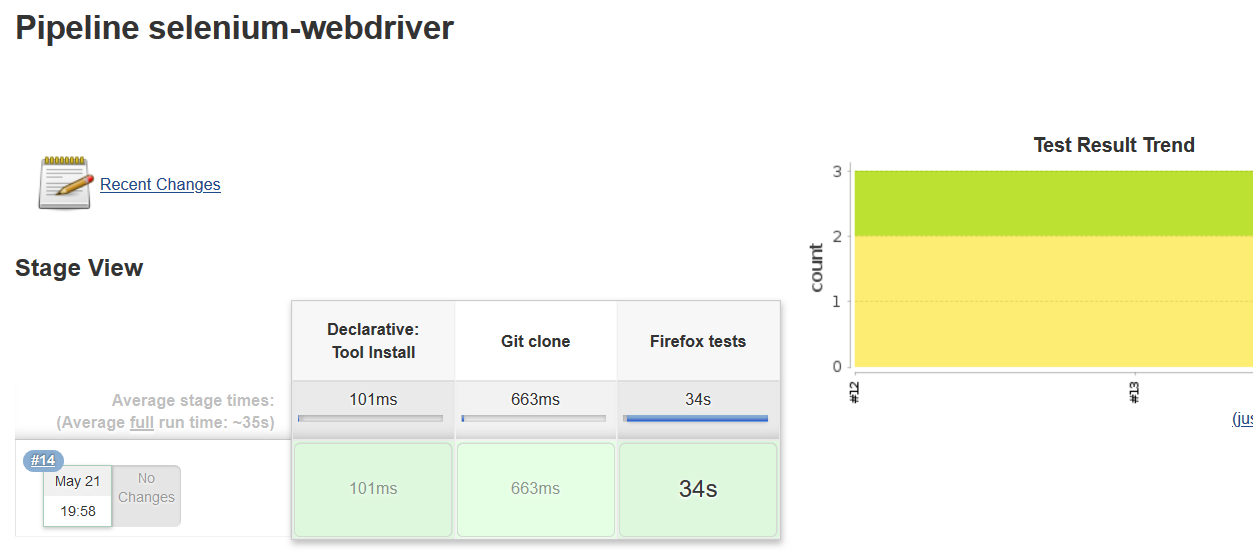 Pipeline selenium-webdriver
Recent Changes
Test Result Trend
3
2
1
0
count
#12
#13
(jus
Stage View
Declarative:
Tool Install
Git clone
Firefox tests
Average stage times:
(Average full run time: ~35s)
101ms
663ms
34s
#14
May 21
19:58
No
Changes
101ms
663ms
34s